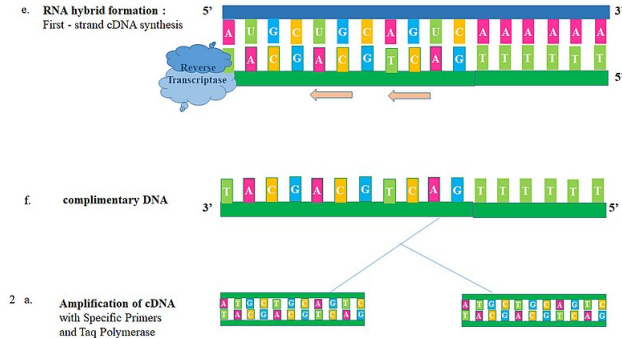 e. RNA hybrid formation : 5' 3'
First - strand cDNA synthesis
A U G C U G C A G U C A A A A A A
A C G A C G T C A G T T T T T T
Reverse
Transcriptase
5'
T A C G A C G T C A G T T T T T T
f. complimentary DNA
3' 5'
2 a. Amplification of cDNA
with Specific Primers
and Taq Polymerase
A T G C T G C A G T C
T A C G A C G T C A G
A T G C T G C A G T C
T A C G A C G T C A G